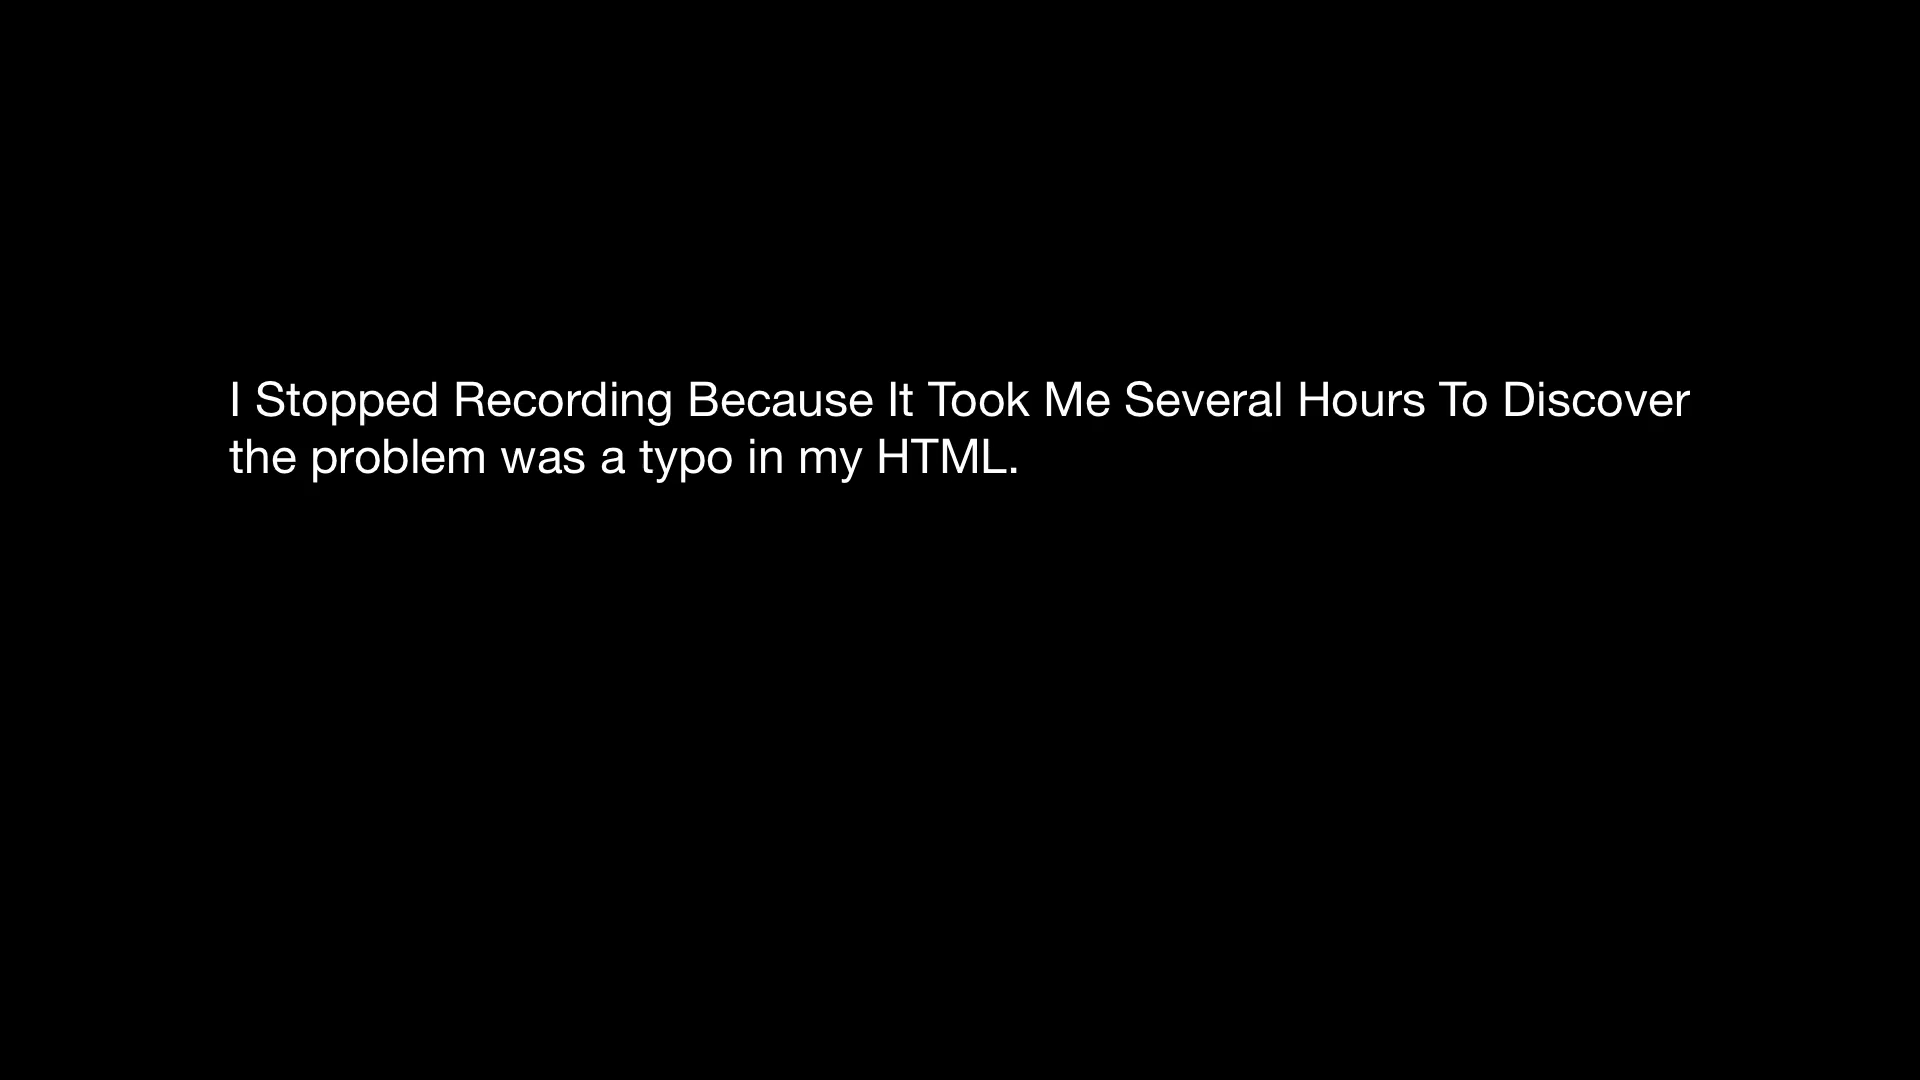 I Stopped Recording Because It Took Me Several Hours To Discover
the problem was a typo in my HTML.